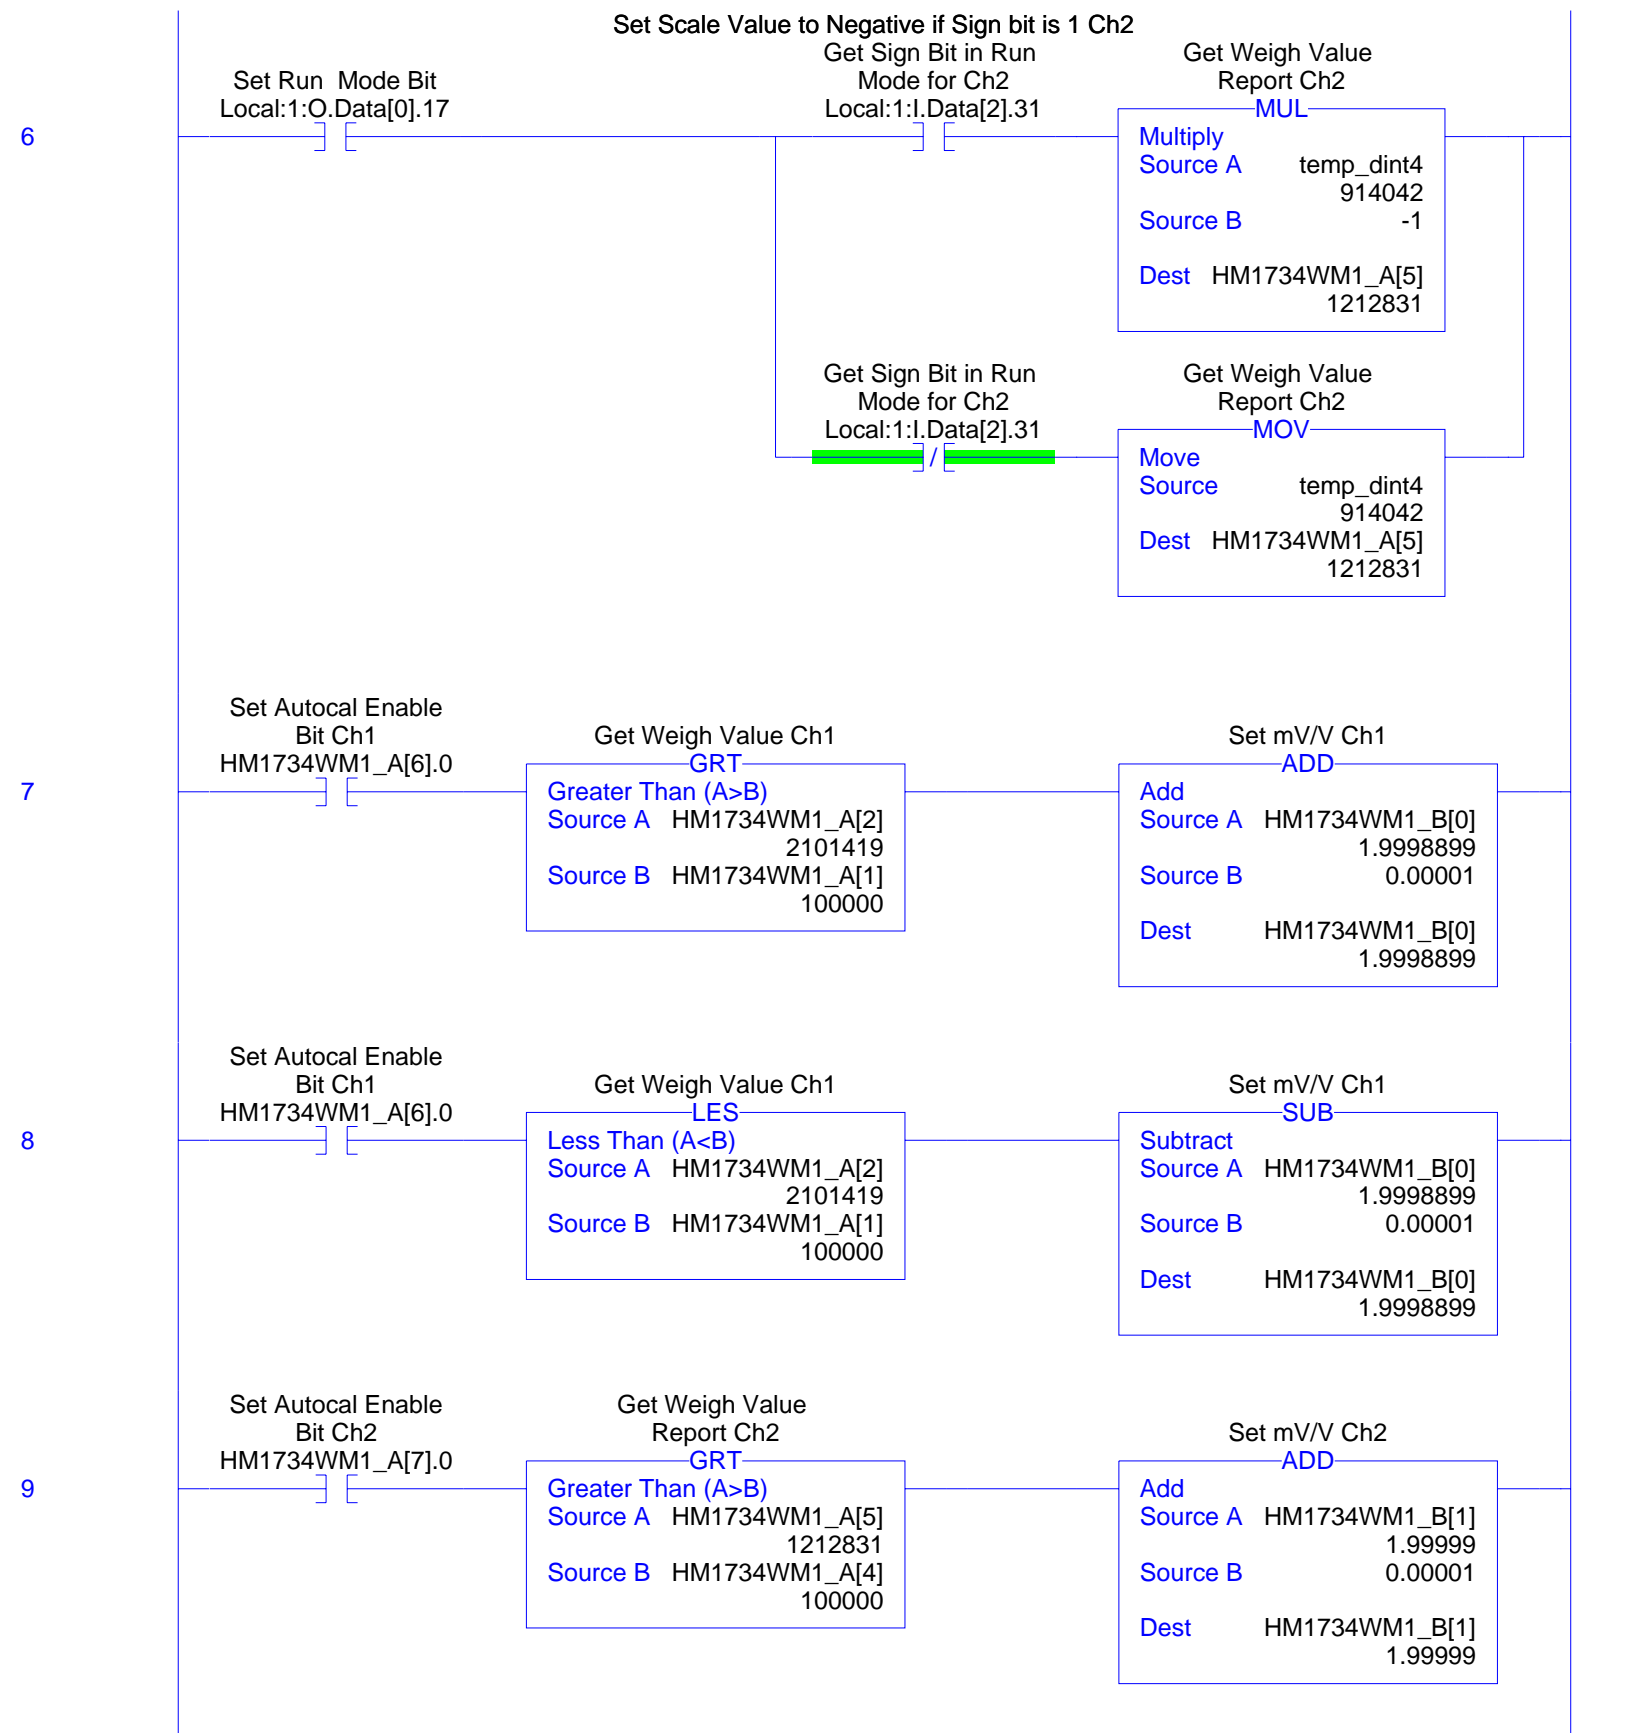 Set Scale Value to Negative if Sign bit is 1 Ch2
6
Set Run  Mode Bit
Local:1:O.Data[0].17
Get Sign Bit in Run
Mode for Ch2
Local:1:I.Data[2].31
Get Weigh Value
Report Ch2
MUL
Multiply
Source A temp_dint4
914042
Source B -1
Dest HM1734WM1_A[5]
1212831
Get Sign Bit in Run
Mode for Ch2
Local:1:I.Data[2].31
/
Get Weigh Value
Report Ch2
MOV
Move
Source temp_dint4
914042
Dest HM1734WM1_A[5]
1212831
7
Set Autocal Enable
Bit Ch1
HM1734WM1_A[6].0
Get Weigh Value Ch1
GRT
Greater Than (A>B)
Source A HM1734WM1_A[2]
2101419
Source B HM1734WM1_A[1]
100000
Set mV/V Ch1
ADD
Add
Source A HM1734WM1_B[0]
1.9998899
Source B 0.00001
Dest HM1734WM1_B[0]
1.9998899
8
Set Autocal Enable
Bit Ch1
HM1734WM1_A[6].0
Get Weigh Value Ch1
LES
Less Than (A<B)
Source A HM1734WM1_A[2]
2101419
Source B HM1734WM1_A[1]
100000
Set mV/V Ch1
SUB
Subtract
Source A HM1734WM1_B[0]
1.9998899
Source B 0.00001
Dest HM1734WM1_B[0]
1.9998899
9
Set Autocal Enable
Bit Ch2
HM1734WM1_A[7].0
Get Weigh Value
Report Ch2
GRT
Greater Than (A>B)
Source A HM1734WM1_A[5]
1212831
Source B HM1734WM1_A[4]
100000
Set mV/V Ch2
ADD
Add
Source A HM1734WM1_B[1]
1.99999
Source B 0.00001
Dest HM1734WM1_B[1]
1.99999